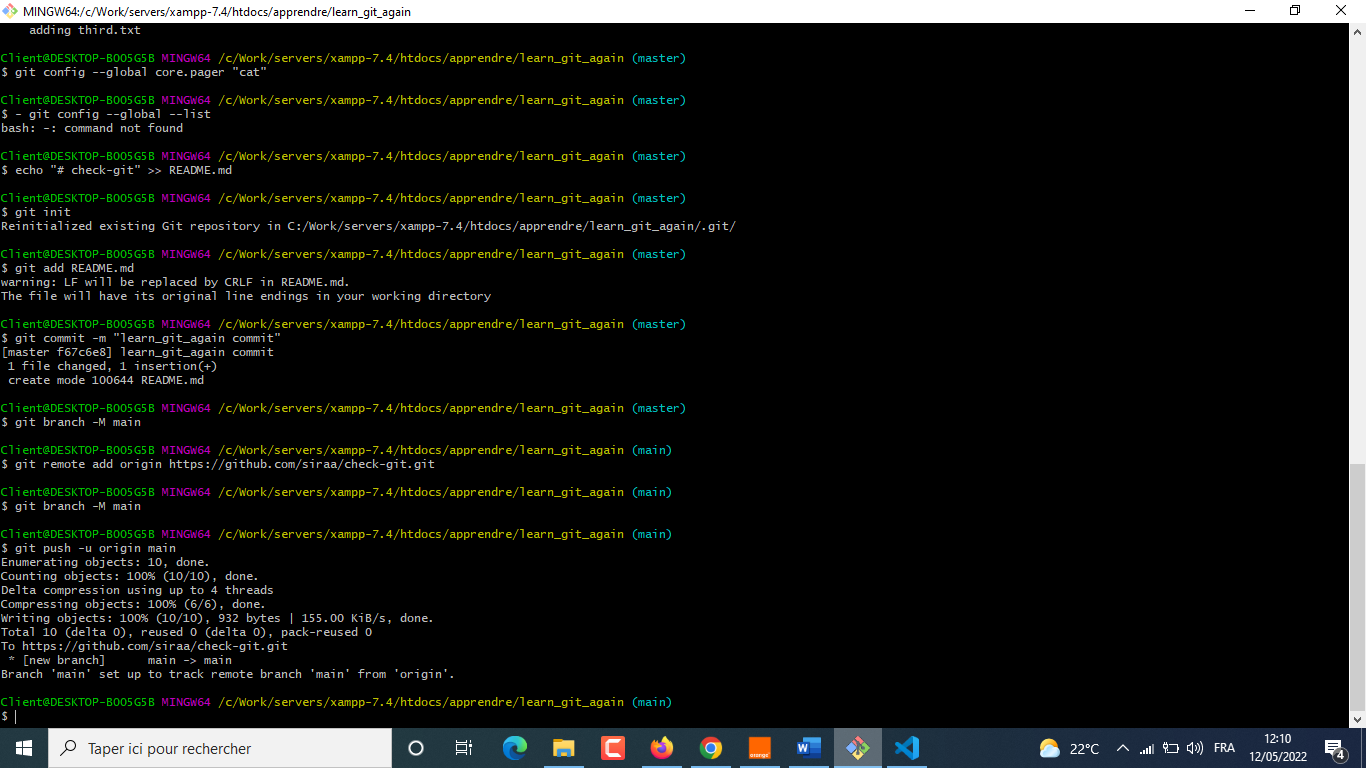 MINGW64:/c/Work/servers/xampp-7.4/htdocs/apprendre/learn_git_again
adding third.txt
Client@DESKTOP-BOO5G5B MINGW64 /c/Work/servers/xampp-7.4/htdocs/apprendre/learn_git_again (master)
$ git config --global core.pager "cat"
Client@DESKTOP-BOO5G5B MINGW64 /c/Work/servers/xampp-7.4/htdocs/apprendre/learn_git_again (master)
$ - git config --global --list
bash: -: command not found
Client@DESKTOP-BOO5G5B MINGW64 /c/Work/servers/xampp-7.4/htdocs/apprendre/learn_git_again (master)
$ echo "# check-git" >> README.md
Client@DESKTOP-BOO5G5B MINGW64 /c/Work/servers/xampp-7.4/htdocs/apprendre/learn_git_again (master)
$ git init
Reinitialized existing Git repository in C:/Work/servers/xampp-7.4/htdocs/apprendre/learn_git_again/.git/
Client@DESKTOP-BOO5G5B MINGW64 /c/Work/servers/xampp-7.4/htdocs/apprendre/learn_git_again (master)
$ git add README.md
warning: LF will be replaced by CRLF in README.md.
The file will have its original line endings in your working directory
Client@DESKTOP-BOO5G5B MINGW64 /c/Work/servers/xampp-7.4/htdocs/apprendre/learn_git_again (master)
$ git commit -m "learn_git_again commit"
[master f67c6e8] learn_git_again commit
1 file changed, 1 insertion(+)
create mode 100644 README.md
Client@DESKTOP-BOO5G5B MINGW64 /c/Work/servers/xampp-7.4/htdocs/apprendre/learn_git_again (master)
$ git branch -M main
Client@DESKTOP-BOO5G5B MINGW64 /c/Work/servers/xampp-7.4/htdocs/apprendre/learn_git_again (main)
$ git remote add origin https://github.com/siraa/check-git.git
Client@DESKTOP-BOO5G5B MINGW64 /c/Work/servers/xampp-7.4/htdocs/apprendre/learn_git_again (main)
$ git branch -M main
Client@DESKTOP-BOO5G5B MINGW64 /c/Work/servers/xampp-7.4/htdocs/apprendre/learn_git_again (main)
$ git push -u origin main
Enumerating objects: 10, done.
Counting objects: 100% (10/10), done.
Delta compression using up to 4 threads
Compressing objects: 100% (6/6), done.
Writing objects: 100% (10/10), 932 bytes | 155.00 KiB/s, done.
Total 10 (delta 0), reused 0 (delta 0), pack-reused 0
To https://github.com/siraa/check-git.git
* [new branch]      main -> main
Branch 'main' set up to track remote branch 'main' from 'origin'.
Client@DESKTOP-BOO5G5B MINGW64 /c/Work/servers/xampp-7.4/htdocs/apprendre/learn_git_again (main)
$
Taper ici pour rechercher
orange
22°C
FRA
12:10
12/05/2022
4